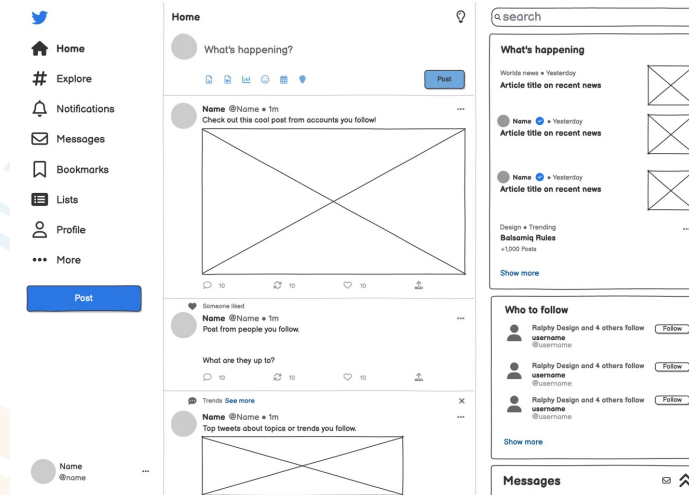 Home
Explore
Notifications
Messages
Bookmarks
Lists
Profile
More
Post
Name
@name
Home
What's happening?
Post
Name @Name • 1m
Check out this cool post from accounts you follow!
10 10 10
Someone liked
Name @Name • 1m
Post from people you follow.
What are they up to?
10 10 10
Trends See more
Name @Name • 1m
Top tweets about topics or trends you follow.
search
What's happening
Worlds news • Yesterday
Article title on recent news
Name • Yesterday
Article title on recent news
Name • Yesterday
Article title on recent news
Design • Trending
Balsamiq Rules
+1,000 Posts
Show more
Who to follow
Ralphy Design and 4 others follow
username
@username
Follow
Ralphy Design and 4 others follow
username
@username
Follow
Ralphy Design and 4 others follow
username
@username
Follow
Show more
Messages